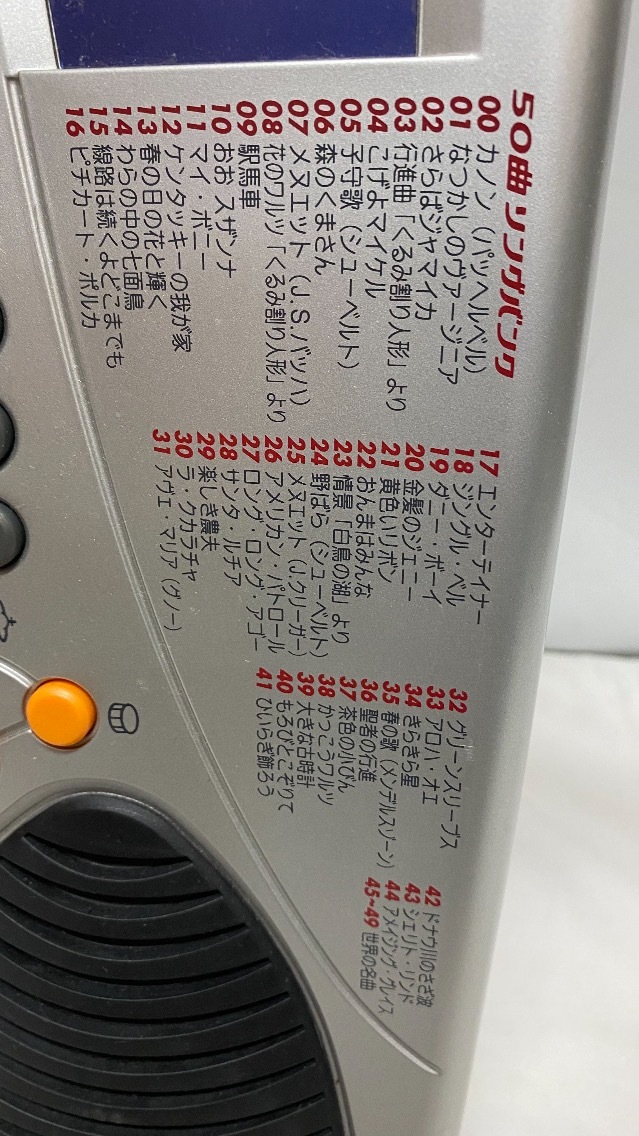 50曲 ソングバンク
00 カノン（パッヘルベル）
01 なつかしのヴァージニア
02 さらばジャマイカ
03 行進曲「くるみ割り人形」より
04 こげよマイケル
05 子守歌（シューベルト）
06 森のくまさん
07 メヌエット（J.S.バッハ）
08 花のワルツ「くるみ割り人形」より
09 駅馬車
10 おお スザンナ
11 マイ・ボニー
12 ケンタッキーの我が家
13 春の日の花と輝く
14 わらの中の七面鳥
15 線路は続くよどこまでも
16 ピチカート・ポルカ
17 エンターテイナー
18 ジングル・ベル
19 ダニー・ボーイ
20 金髪のジェニー
21 黄色いリボン
22 おんまはみんな
23 情景「白鳥の湖」より
24 野ばら（シューベルト）
25 メヌエット（J.クリーガー）
26 アメリカン・パトロール
27 ロング・ロング・アゴー
28 サンタ・ルチア
29 楽しき農夫
30 ラ・クカラチャ
31 アヴェ・マリア（グノー）
32 グリーンスリーブス
33 アロハ・オエ
34 きらきら星
35 春の歌（メンデルスゾーン）
36 聖者の行進
37 茶色の小びん
38 かっこうワルツ
39 大きな古時計
40 もろびとこぞりて
41 ひいらぎ飾ろう
42 ドナウ川のさざ波
43 シェリト・リンド
44 アメイジング・グレイス
45~49 世界の名曲